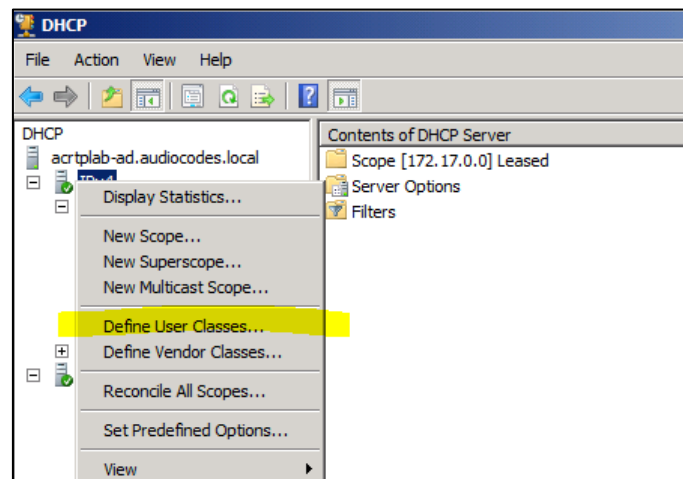 DHCP
File Action View Help
DHCP
Contents of DHCP Server
acrtplab-ad.audiocodes.local
Scope [172.17.0.0] Leased
IPv4
Server Options
Filters
Display Statistics...
New Scope...
New Superscope...
New Multicast Scope...
Define User Classes...
Define Vendor Classes...
Reconcile All Scopes...
Set Predefined Options...
View